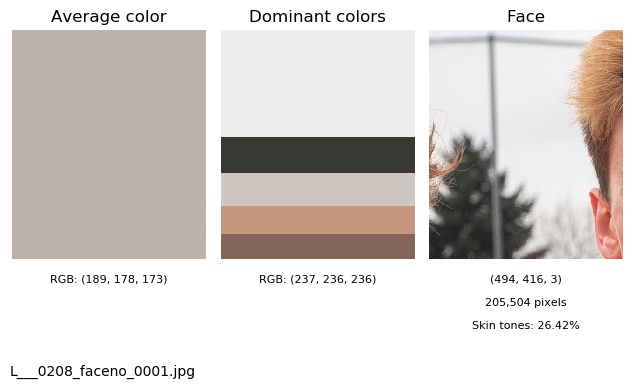 Average color
Dominant colors
Face
RGB: (189, 178, 173)
RGB: (237, 236, 236)
(494, 416, 3)
205,504 pixels
Skin tones: 26.42%
L___0208_faceno_0001.jpg